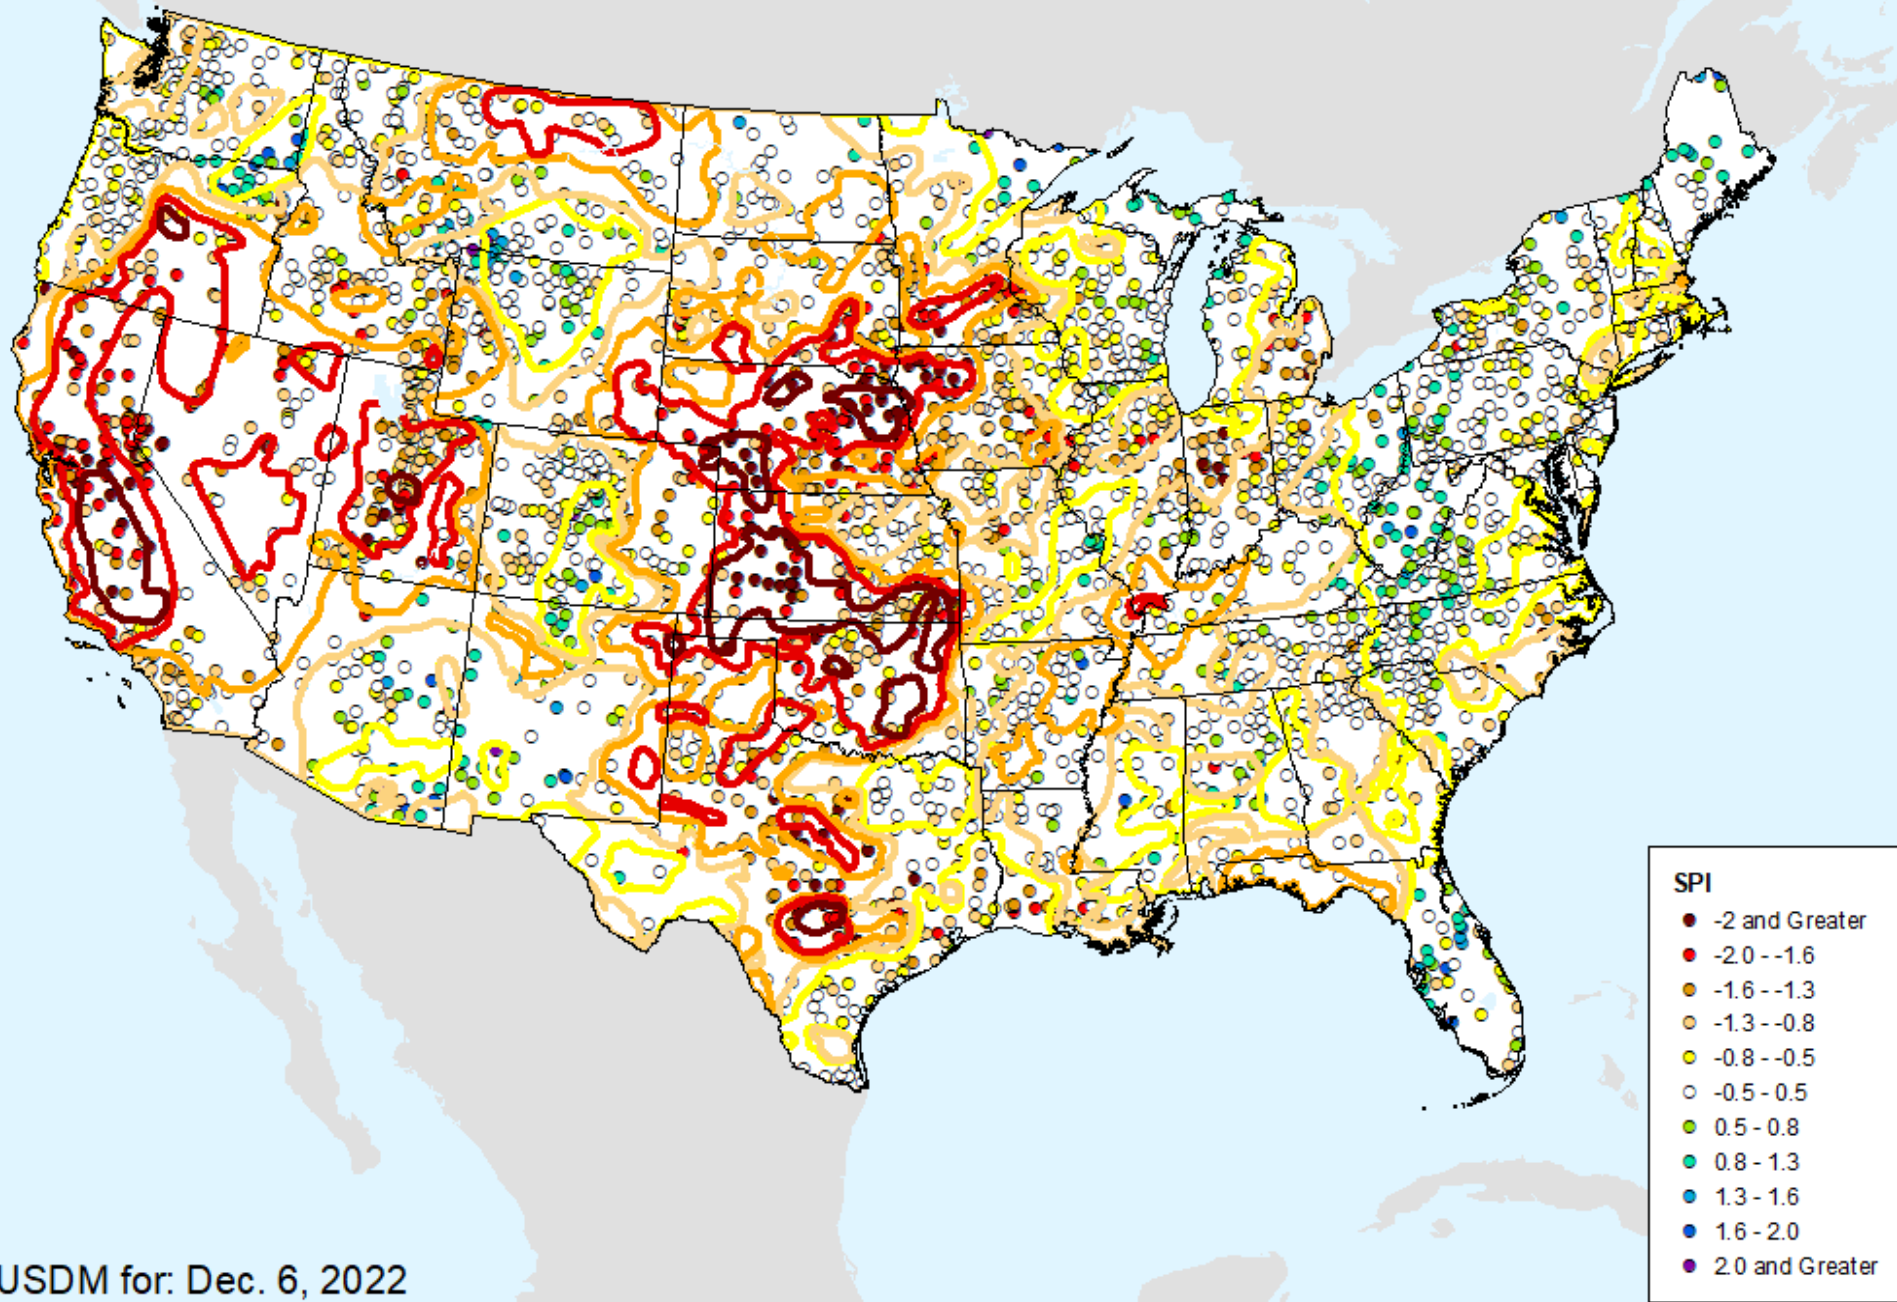 SPI
-2 and Greater
-2.0 - -1.6
-1.6 - -1.3
-1.3 - -0.8
-0.8 - -0.5
-0.5 - 0.5
0.5 - 0.8
0.8 - 1.3
1.3 - 1.6
1.6 - 2.0
2.0 and Greater
USDM for: Dec. 6, 2022